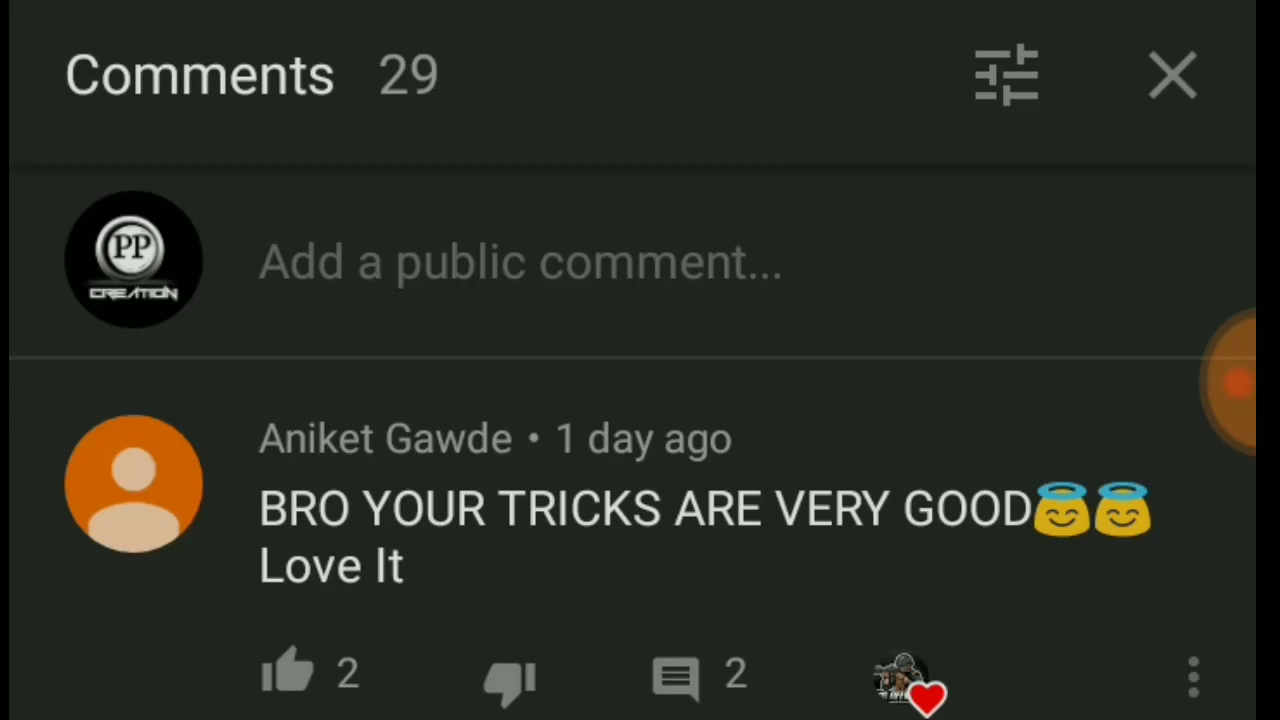 Comments 29
PP
CREATION
Add a public comment...
Aniket Gawde • 1 day ago
BRO YOUR TRICKS ARE VERY GOOD😇😇
Love It
2 2